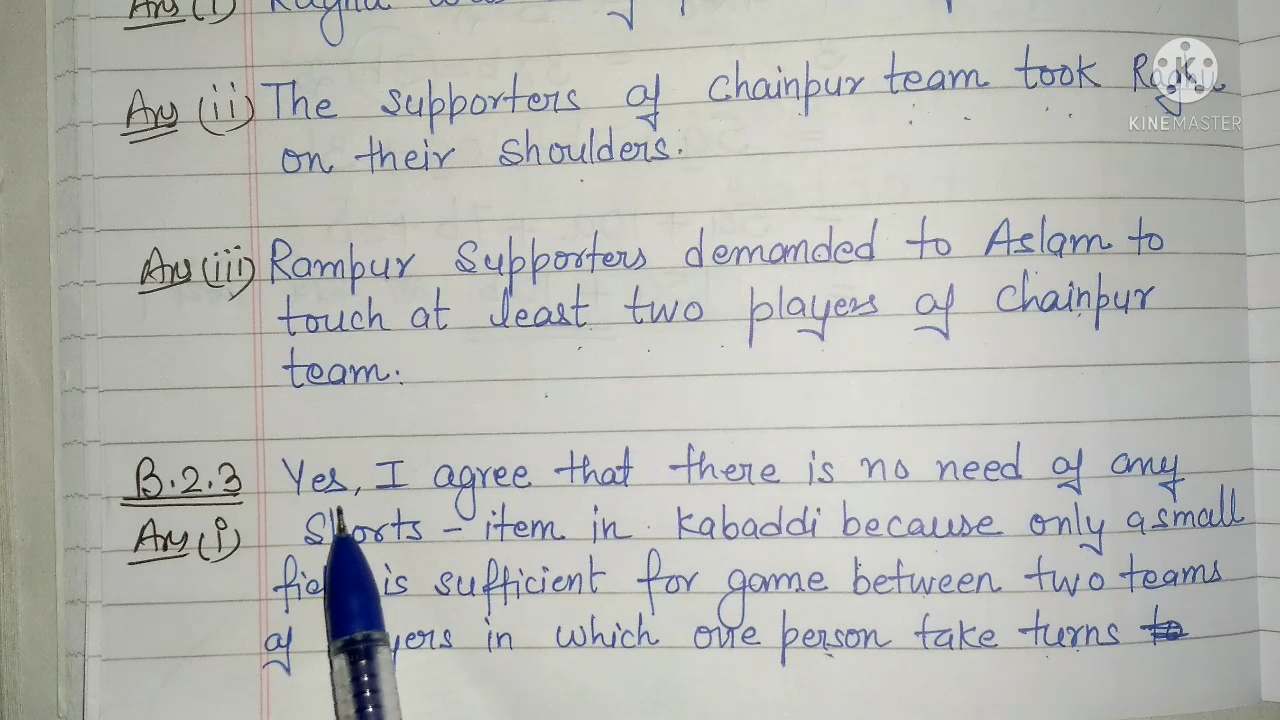 Ans (i) Raghu
Ans (ii) The supporters of chainpur team took Raghu
on their shoulders.
Ans (iii) Rampur supporters demanded to Aslam to
touch at least two players of chainpur
team.
B.2.3 Yes, I agree that there is no need of any
Ans (i) sports - item in kabaddi because only a small
field is sufficient for game between two teams
of in which one person take turns
KINEMASTER